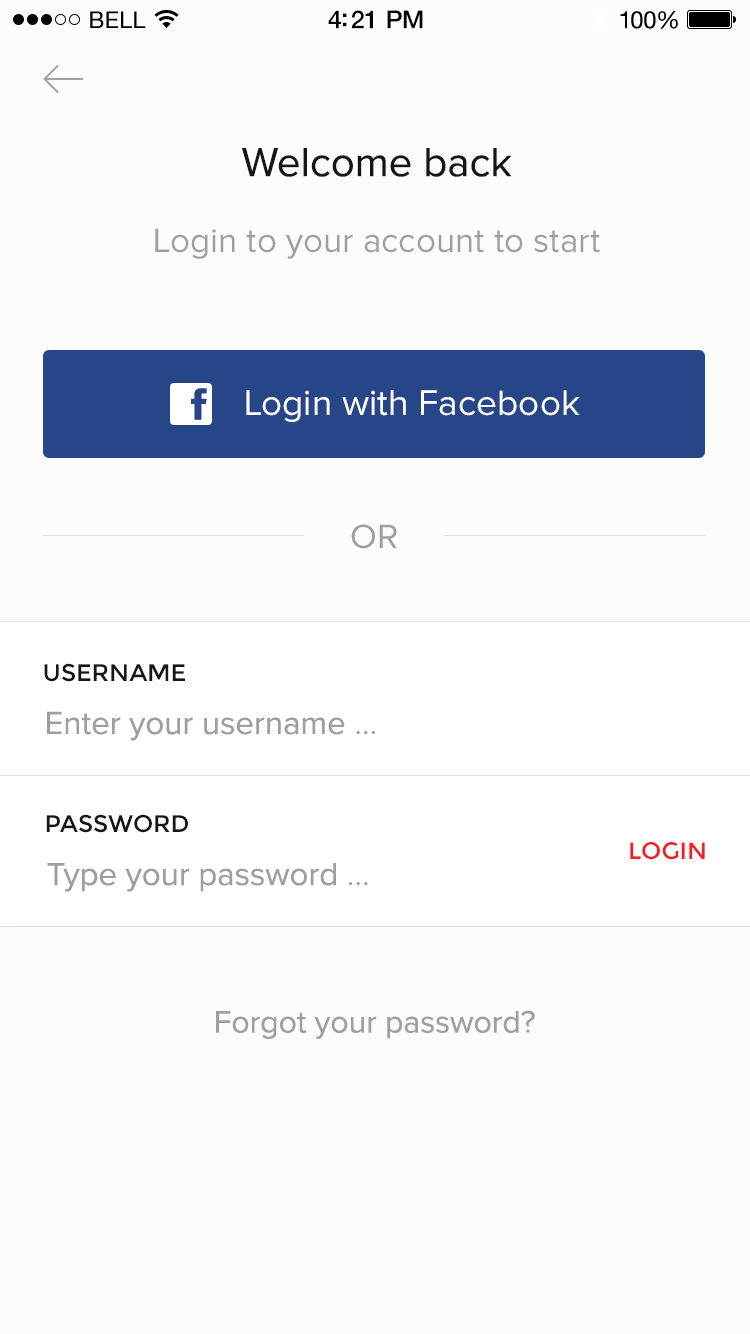 BELL 4:21 PM 100%
Welcome back
Login to your account to start
f Login with Facebook
OR
USERNAME
Enter your username ...
PASSWORD
LOGIN
Type your password ...
Forgot your password?